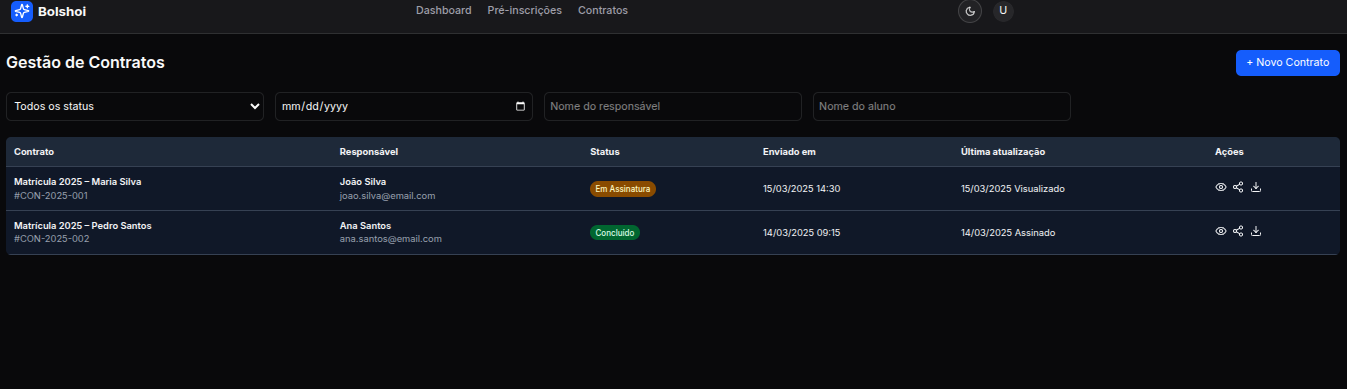 Bolshoi Dashboard Pré-inscrições Contratos U
Gestão de Contratos + Novo Contrato
Todos os status mm/dd/yyyy Nome do responsável Nome do aluno
Contrato Responsável Status Enviado em Última atualização Ações
Matrícula 2025 – Maria Silva João Silva Em Assinatura 15/03/2025 14:30 15/03/2025 Visualizado
#CON-2025-001 joao.silva@email.com
Matrícula 2025 – Pedro Santos Ana Santos Concluído 14/03/2025 09:15 14/03/2025 Assinado
#CON-2025-002 ana.santos@email.com